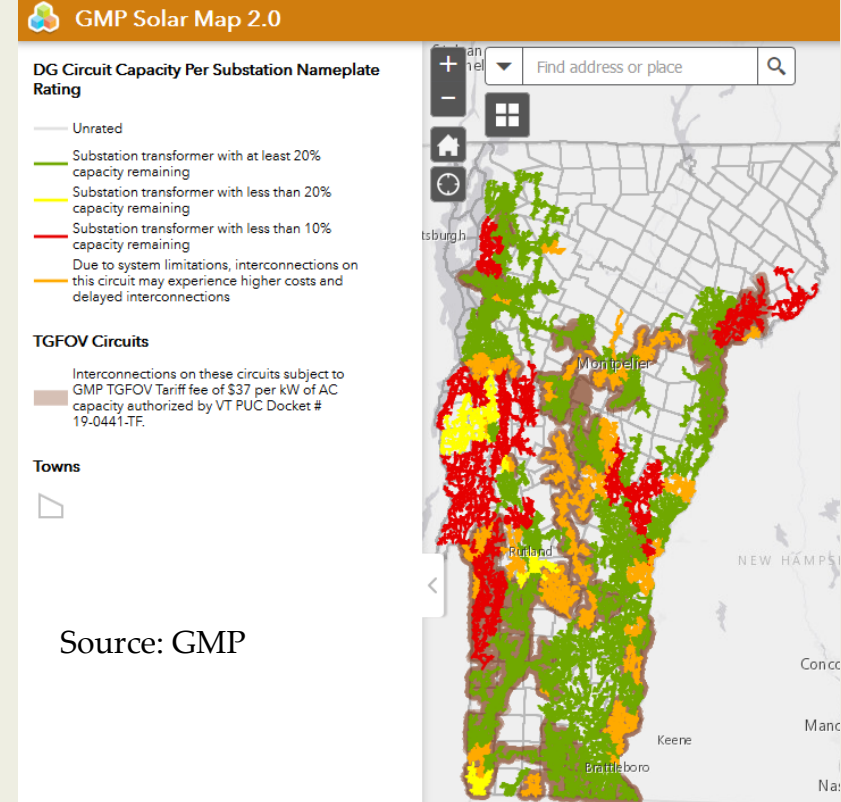 GMP Solar Map 2.0
DG Circuit Capacity Per Substation Nameplate
Rating
Unrated
Substation transformer with at least 20%
capacity remaining
Substation transformer with less than 20%
capacity remaining
Substation transformer with less than 10%
capacity remaining
Due to system limitations, interconnections on
this circuit may experience higher costs and
delayed interconnections
TGFOV Circuits
Interconnections on these circuits subject to
GMP TGFOV Tariff fee of $37 per kW of AC
capacity authorized by VT PUC Docket #
19-0441-TF.
Towns
Source: GMP
+
−
Find address or place
tsburgh
Montpelier
Rutland
NEW HAMPS
Conco
Manc
Keene
Brattleboro
Nas